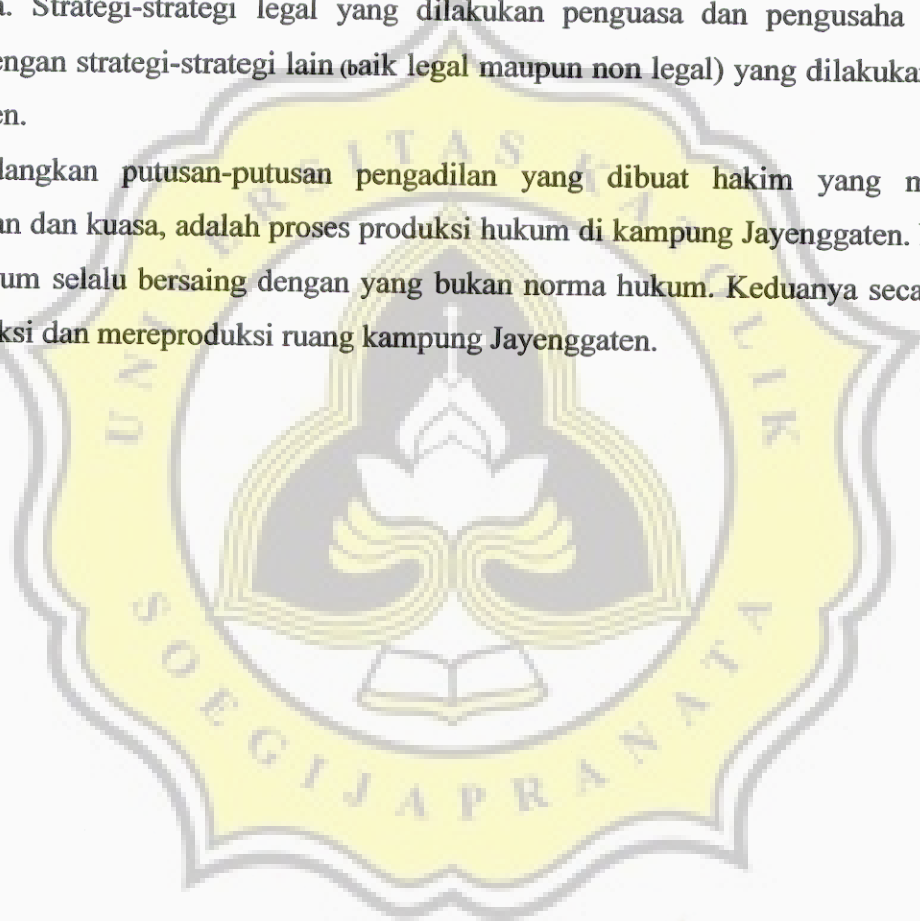 a. Strategi-strategi legal yang dilakukan penguasa dan pengusaha
engan strategi-strategi lain (baik legal maupun non legal) yang dilakukan
en.
langkan putusan-putusan pengadilan yang dibuat hakim yang m
an dan kuasa, adalah proses produksi hukum di kampung Jayenggaten.
um selalu bersaing dengan yang bukan norma hukum. Keduanya seca
ksi dan mereproduksi ruang kampung Jayenggaten.
UNIVERSITAS KATOLIK
SOEGIJAPRANATA